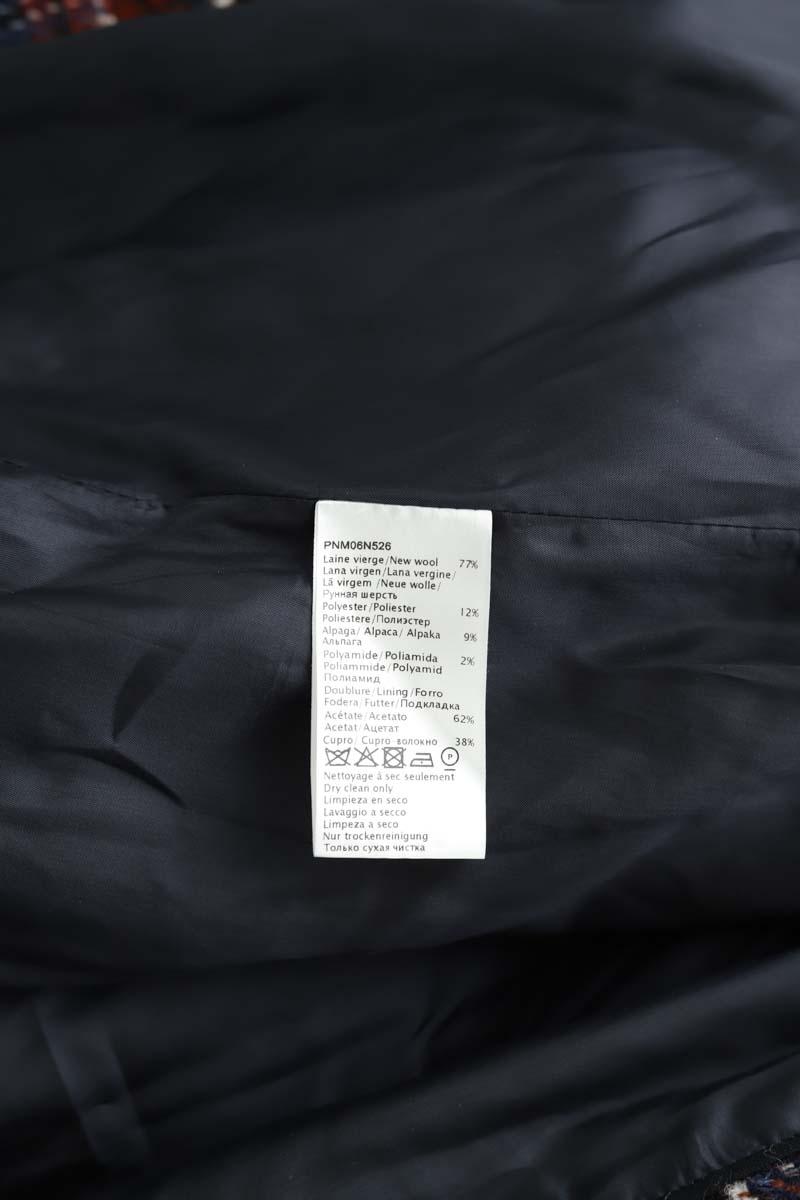 PNM06N526
Laine vierge/New wool 77%
Lana virgen/Lana vergine/
Lã virgem /Neue wolle/
Рунная шерсть
Polyester/Poliester 12%
Poliestere/Полиэстер
Alpaga/ Alpaca/ Alpaka 9%
Альпага
Polyamide/Poliamida 2%
Poliammide/Polyamid
Полиамид
Doublure/Lining/Forro
Fodera/Futter/Подкладка
Acétate/Acetato 62%
Acetat/Ацетат
Cupro/ Cupro-волокно 38%
P
Nettoyage à sec seulement
Dry clean only
Limpieza en seco
Lavaggio a secco
Limpeza a seco
Nur trockenreinigung
Только сухая чистка